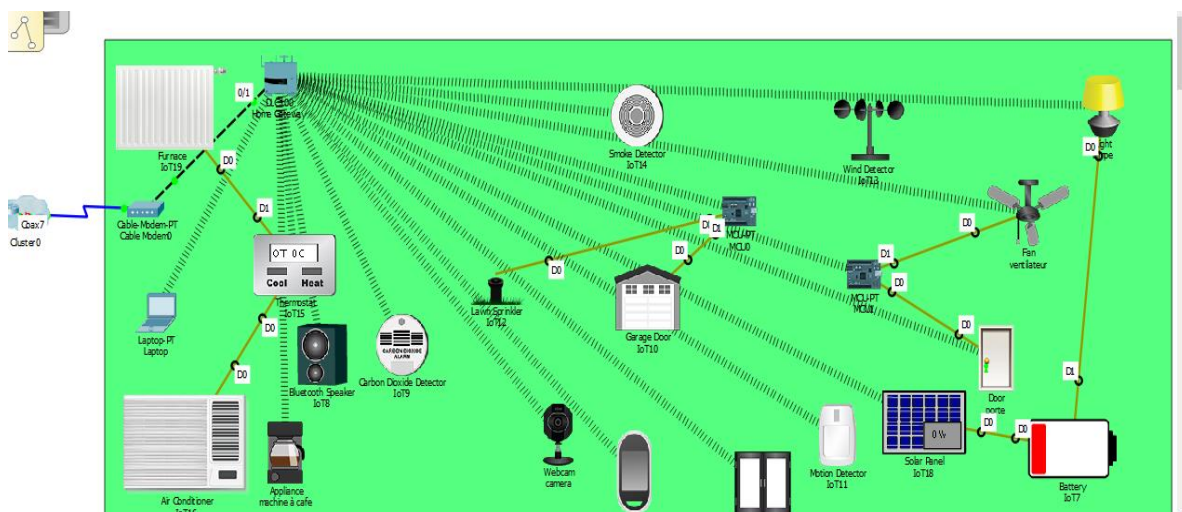 0/1
Home Gateway
Furnace
IoT19
D0
D1
Coax7
Cluster0
Cable-Modem-PT
Cable Modem0
OT 0C
Cool Heat
Thermostat
IoT15
D0
D0
Laptop-PT
Laptop
Bluetooth Speaker
IoT8
CARBON DIOXIDE
ALARM
Carbon Dioxide Detector
IoT9
Air Conditioner
Appliance
machine à cafe
Smoke Detector
IoT14
Wind Detector
IoT13
D0
D1
MCU-PT
MCU0
D0
D0
Lawn Sprinkler
IoT12
Garage Door
IoT10
D0
Fan
ventilateur
D1
D0
MCU-PT
D0
Door
porte
D1
Webcam
camera
Motion Detector
IoT11
0 W
Solar Panel
IoT18
D0
D0
Battery
IoT7